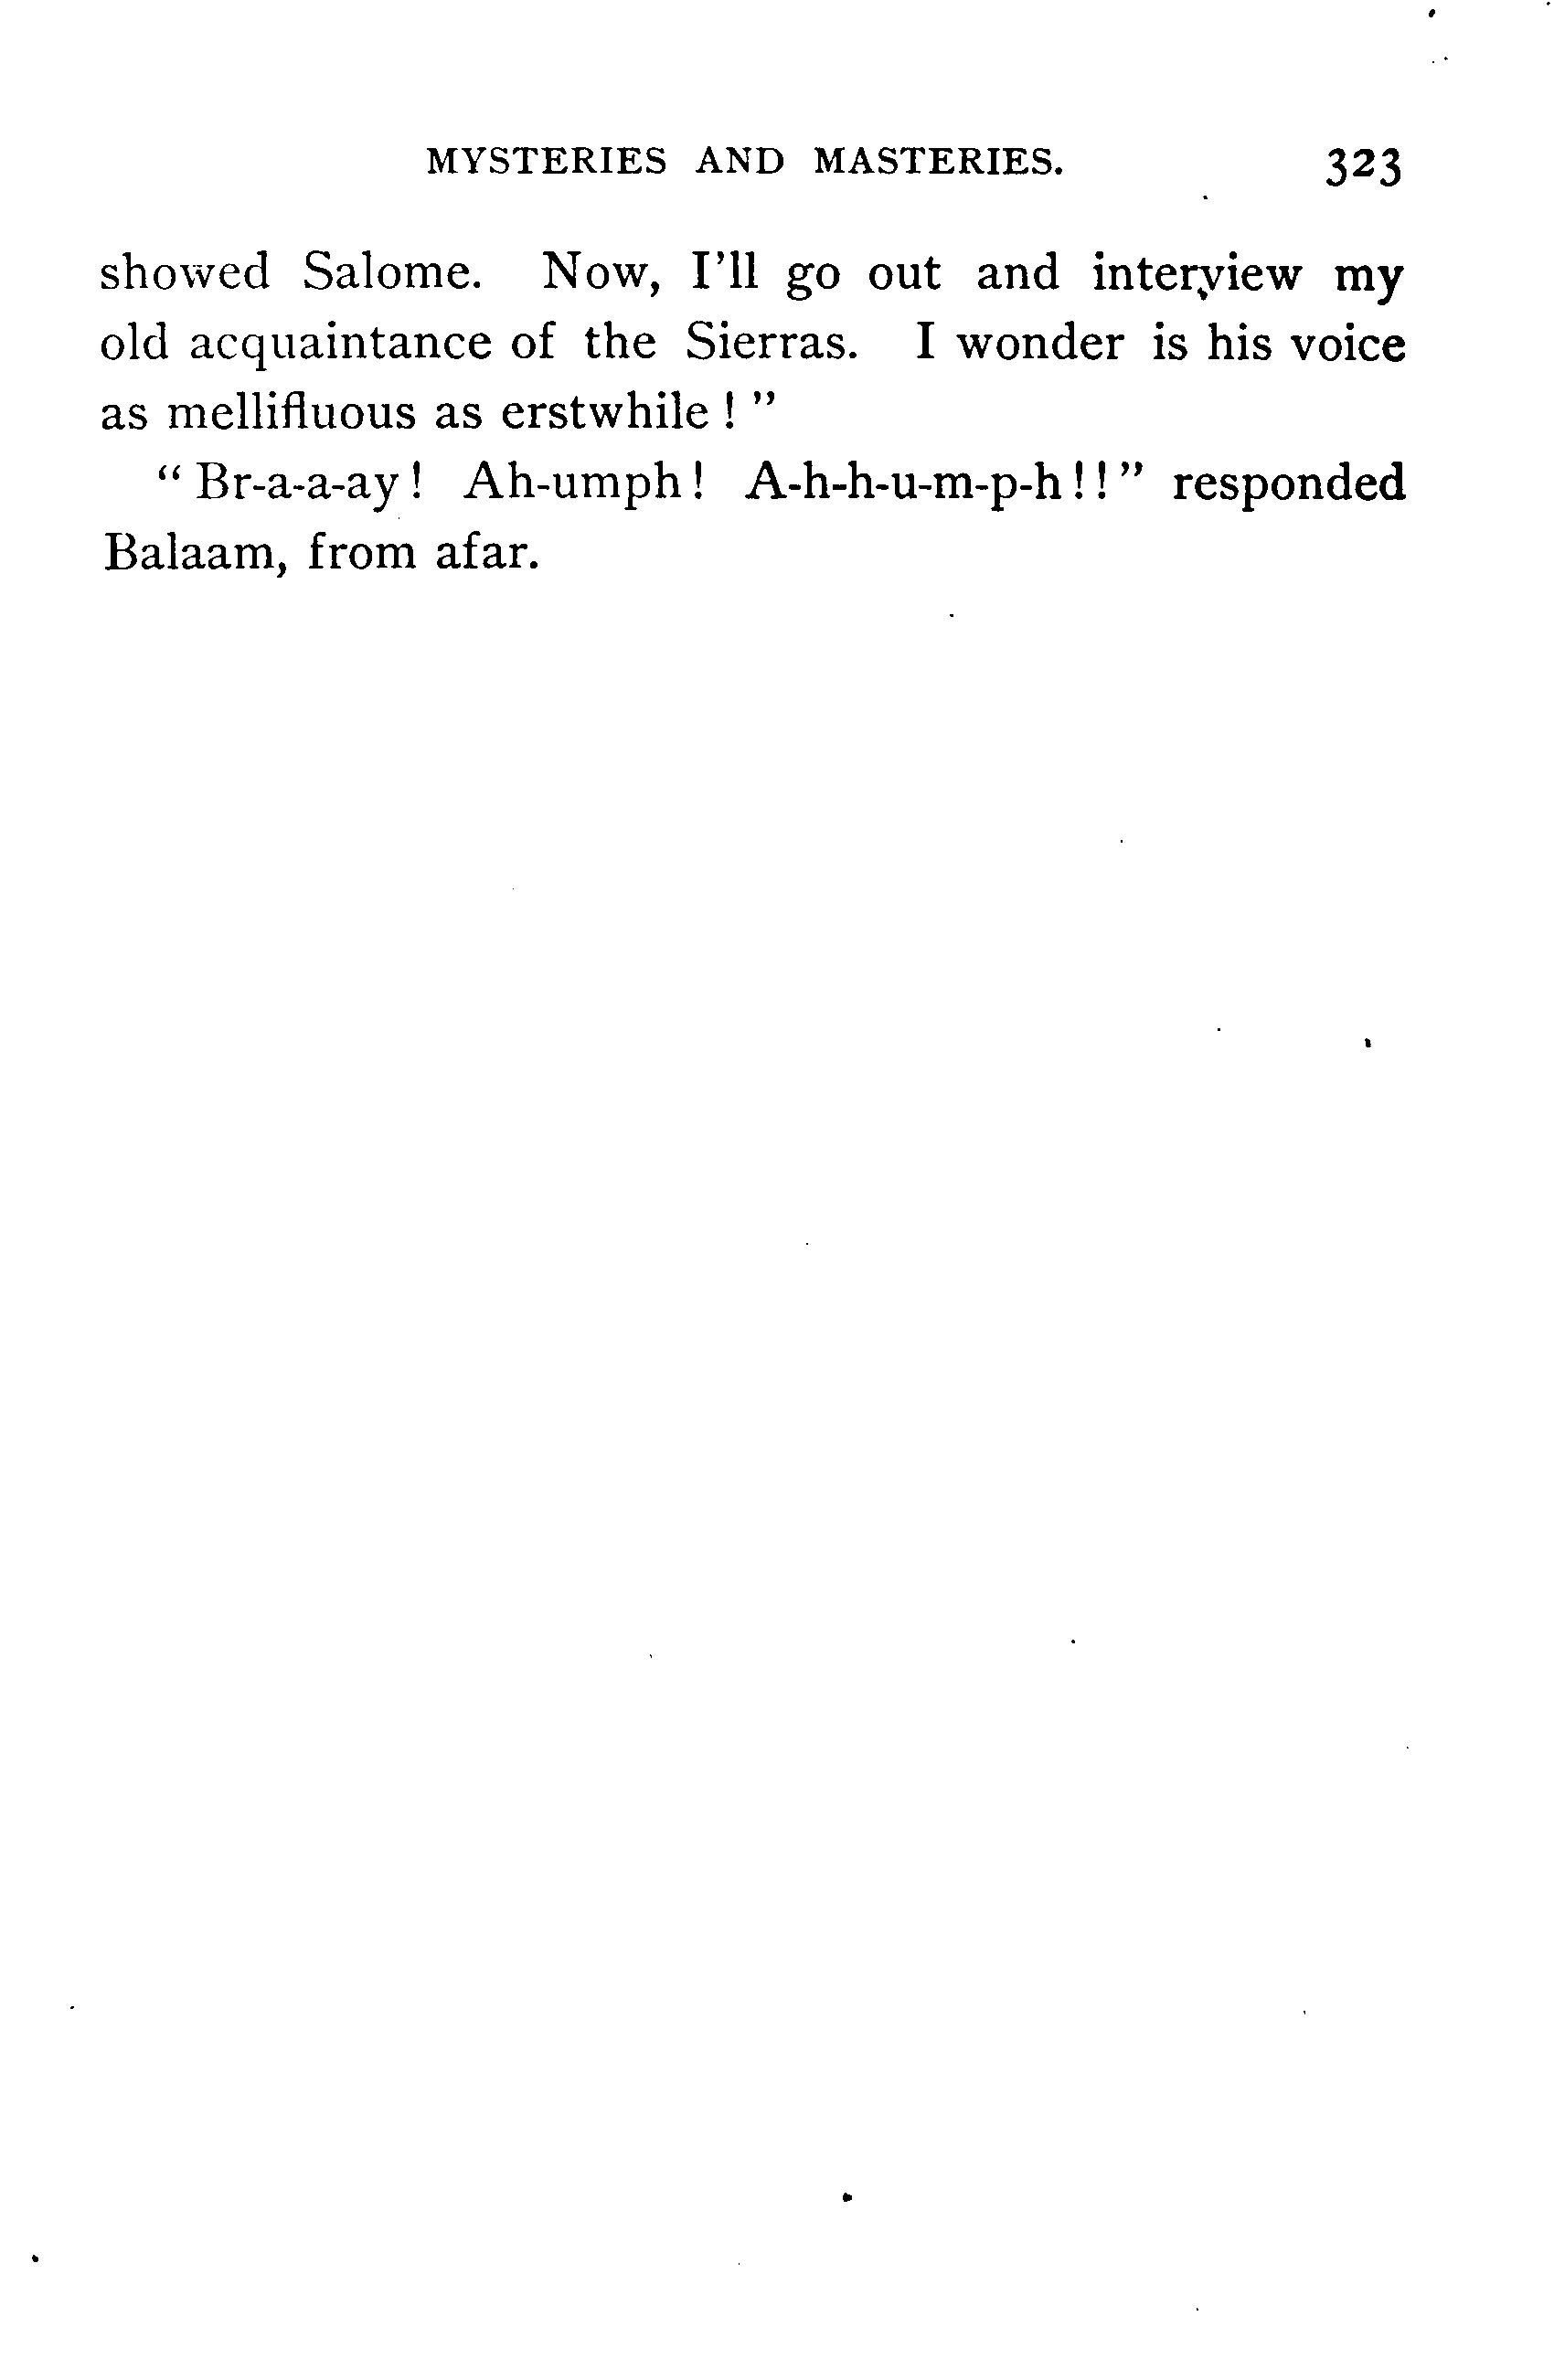 MYSTERIES AND MASTERIES. 323
showed Salome. Now, I'll go out and interview my
old acquaintance of the Sierras. I wonder is his voice
as mellifluous as erstwhile ! "
" Br-a-a-ay ! Ah-umph ! A-h-h-u-m-p-h ! ! " responded
Balaam, from afar.